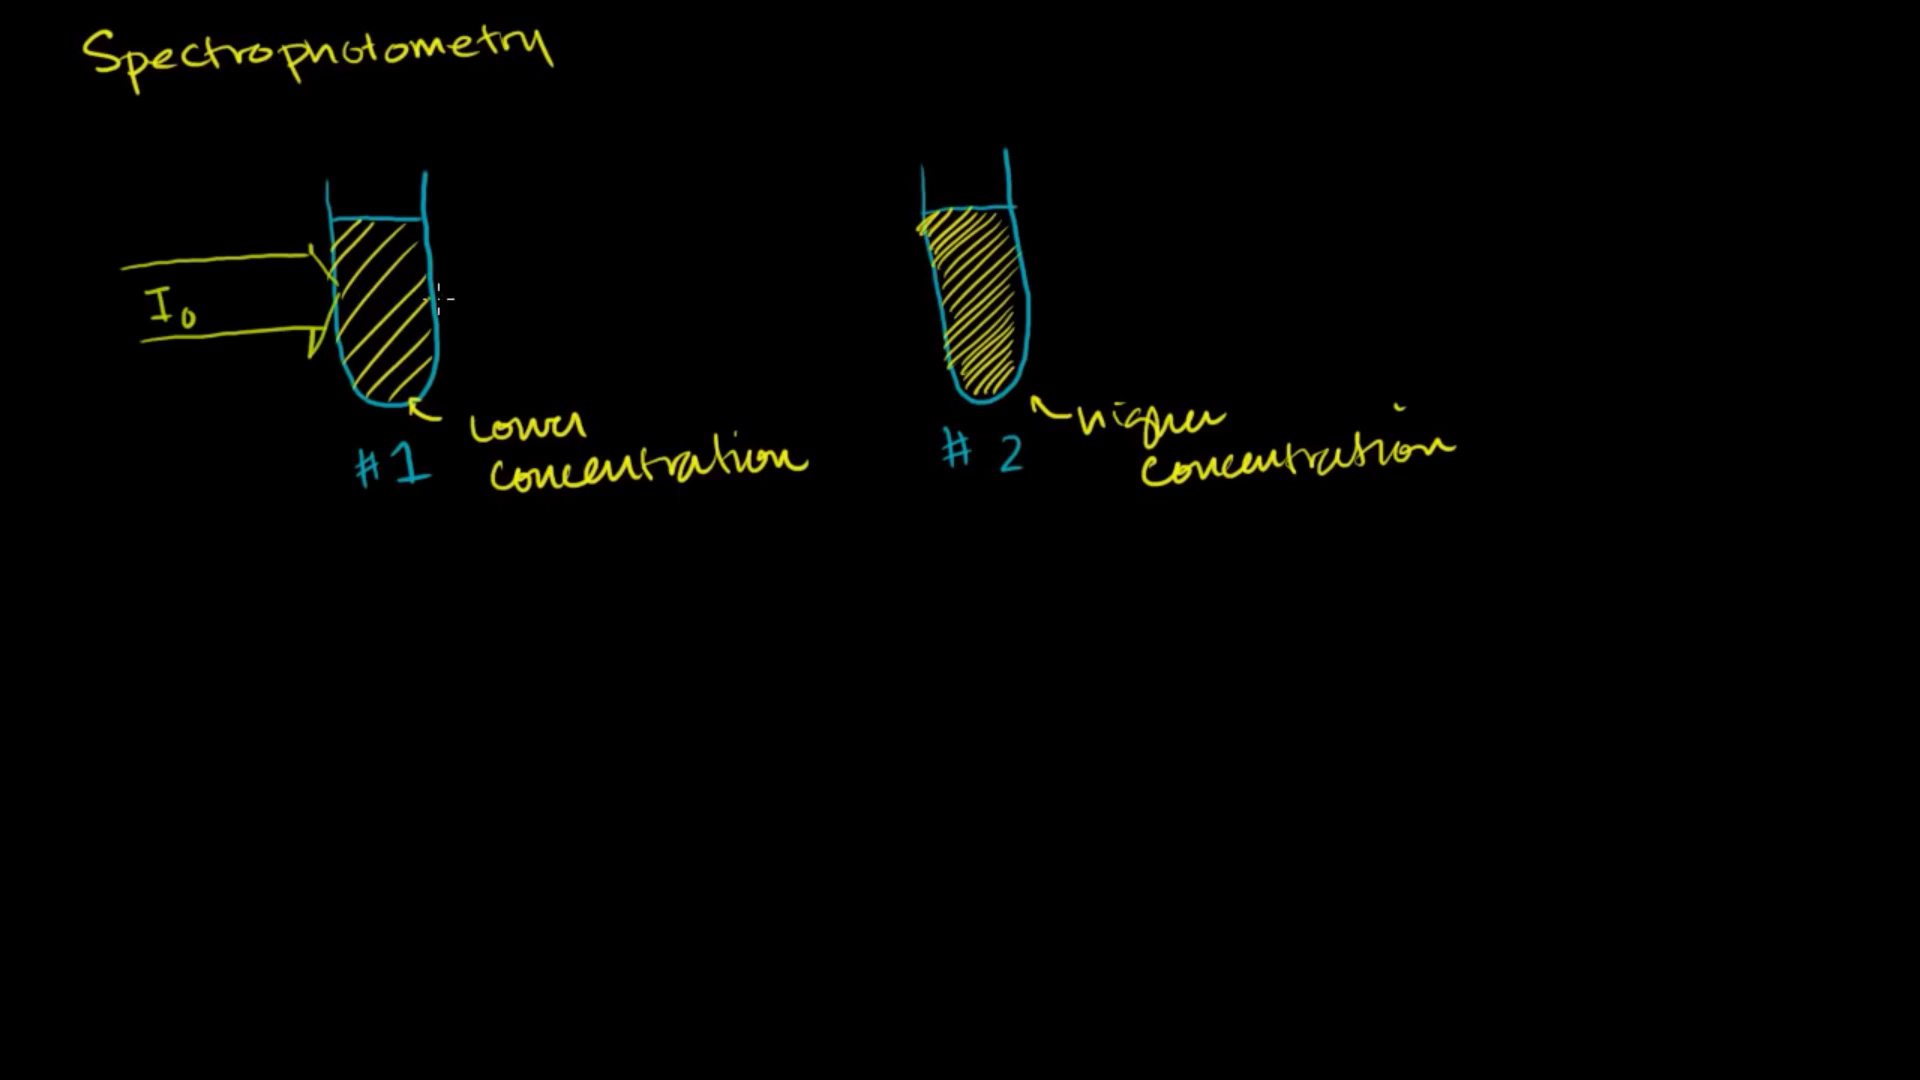 Spectrophotometry
I0
Lower
concentration
#1
higher
concentration
# 2